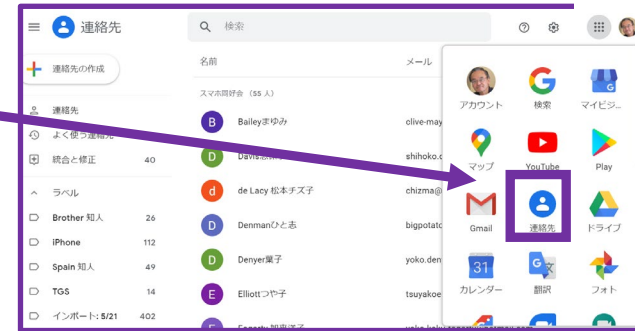 連絡先
検索
連絡先の作成
連絡先
よく使う連絡先
統合と修正 40
ラベル
Brother 知人 26
iPhone 112
Spain 知人 49
TGS 14
インポート: 5/21 402
名前 メール
スマホ同好会 (55 人)
B Baileyまゆみ clive-may
D Davis shihoko.c
d de Lacy 松本チズ子 chizma@
D Denmanひと志 bigpotato
D Denyer葉子 yoko.den
E Elliottつや子 tsuyakoe
アカウント 検索 マイビジ...
マップ YouTube Play
Gmail 連絡先 ドライブ
31 G 文
カレンダー 翻訳 フォト